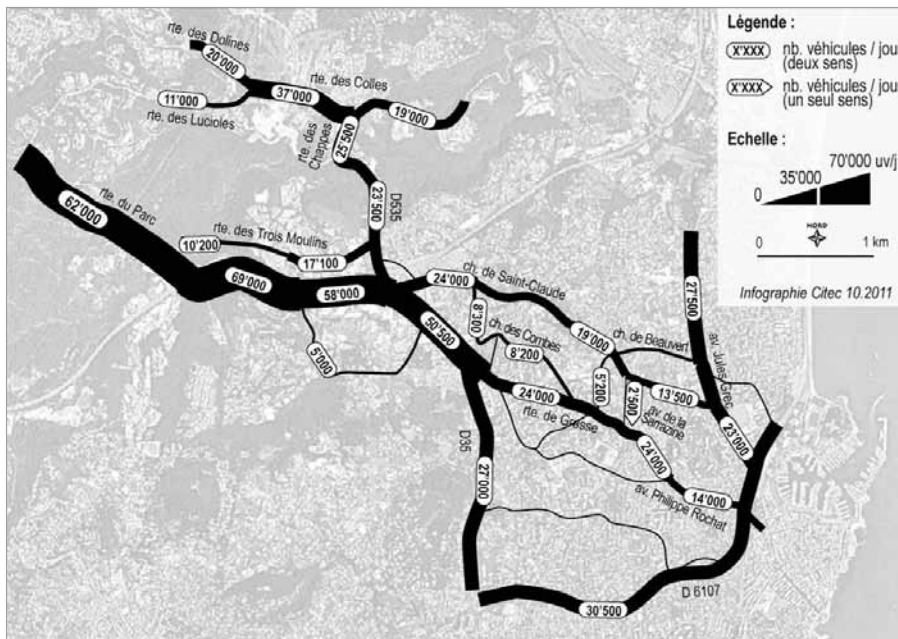 Légende :
X'XXX nb. véhicules / jou
(deux sens)
X'XXX nb. véhicules / jou
(un seul sens)
Echelle :
70'000 uv/j
35'000
0
NORD
0 1 km
Infographie Citec 10.2011
rte. des Dolines
20'000
rte. des Colles
37'000
11'000
19'000
rte. des Lucioles
rte. des Chappes
25'500
D535
23'500
rte. du Parc
62'000
rte. des Trois Moulins
10'200
17'100
69'000
58'000
24'000
ch. de Saint-Claude
8'300
ch. des Combes
8'200
50'500
5'000
19'000
ch. de Beauvert
27'500
av. Jules Grec
5'200
2'500
13'500
av. de la
Sarrazine
24'000
rte. de Grasse
23'000
24'000
D35
27'000
av. Philippe Rochat
14'000
D 6107
30'500